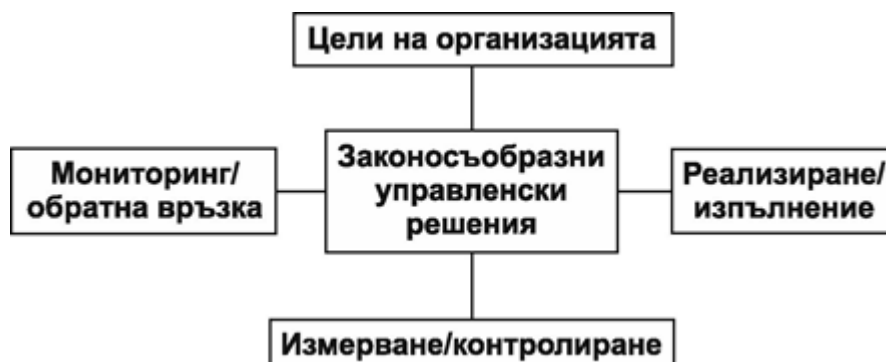 Цели на организацията
Мониторинг/
обратна връзка
Законосъобразни
управленски
решения
Реализиране/
изпълнение
Измерване/контролиране